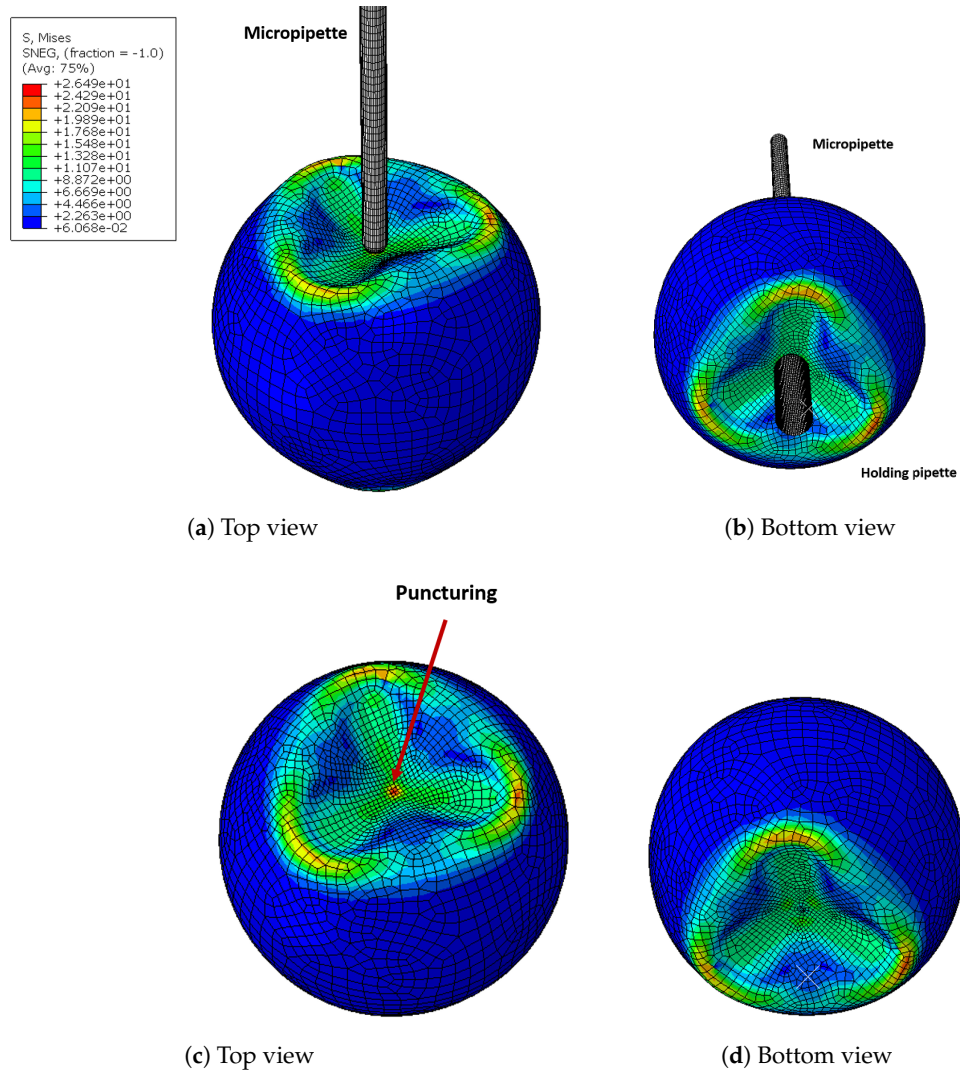 S, Mises
SNEG, (fraction = -1.0)
(Avg: 75%)
+2.649e+01
+2.429e+01
+2.209e+01
+1.989e+01
+1.768e+01
+1.548e+01
+1.328e+01
+1.107e+01
+8.872e+00
+6.669e+00
+4.466e+00
+2.263e+00
+6.068e-02
Micropipette
Micropipette
Holding pipette
(a) Top view
(b) Bottom view
Puncturing
(c) Top view
(d) Bottom view